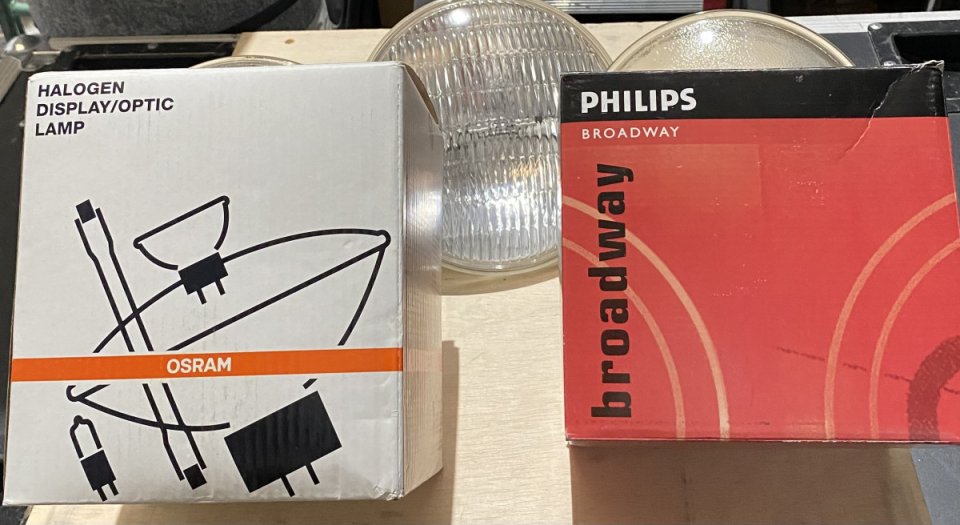 HALOGEN
DISPLAY/OPTIC
LAMP
OSRAM
PHILIPS
BROADWAY
broadway